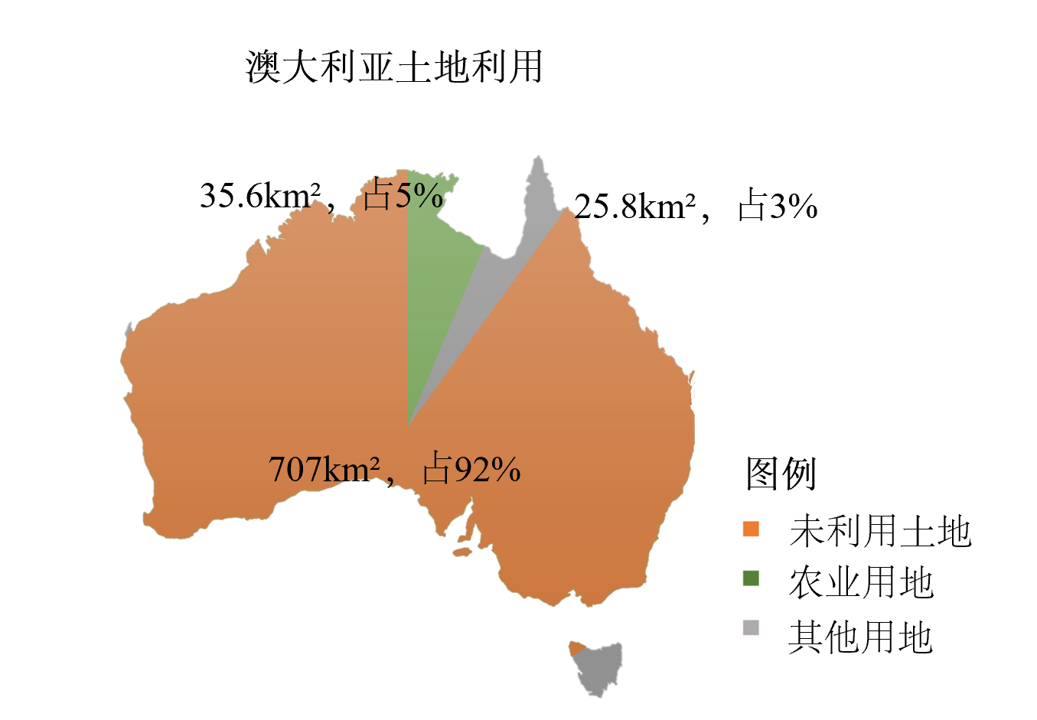 澳大利亚土地利用
35.6km²，占5%
25.8km²，占3%
707km²，占92%
图例
未利用土地
农业用地
其他用地